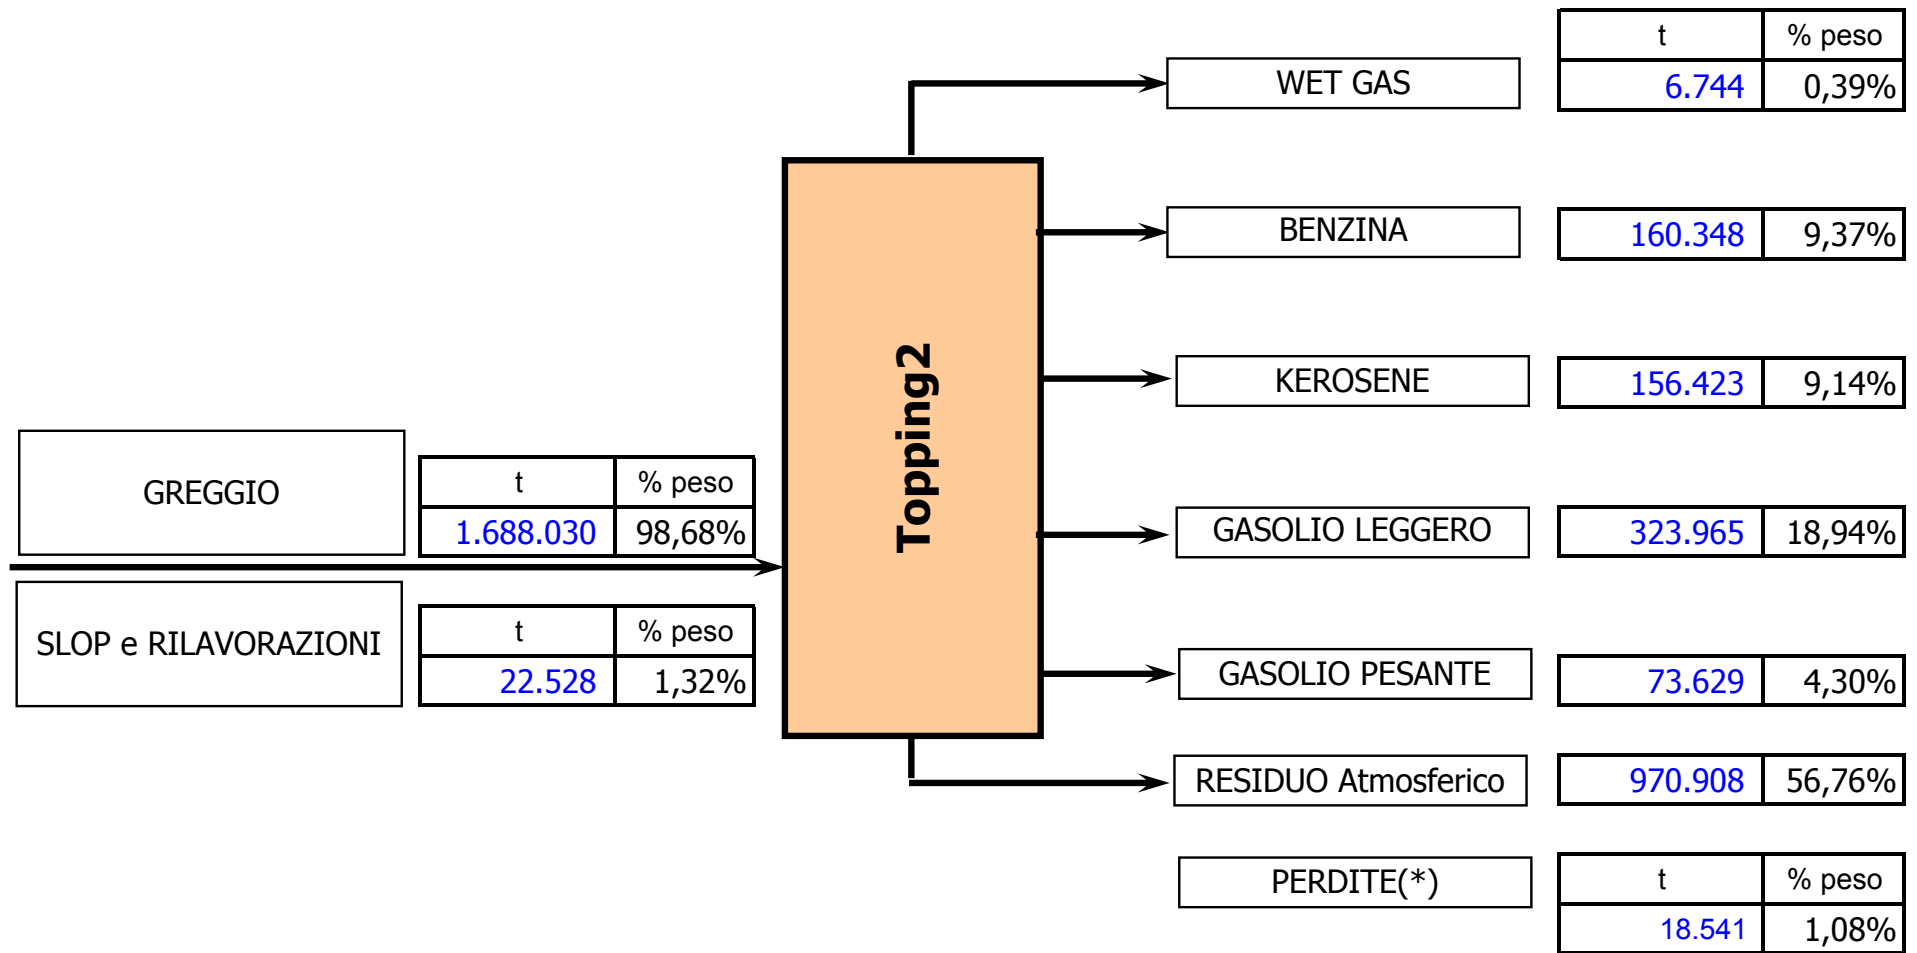 t % peso
WET GAS 6.744 0,39%
BENZINA 160.348 9,37%
Topping2
KEROSENE 156.423 9,14%
GREGGIO
t % peso
1.688.030 98,68%
GASOLIO LEGGERO 323.965 18,94%
SLOP e RILAVORAZIONI
t % peso
22.528 1,32%
GASOLIO PESANTE 73.629 4,30%
RESIDUO Atmosferico 970.908 56,76%
PERDITE(*)
t % peso
18.541 1,08%